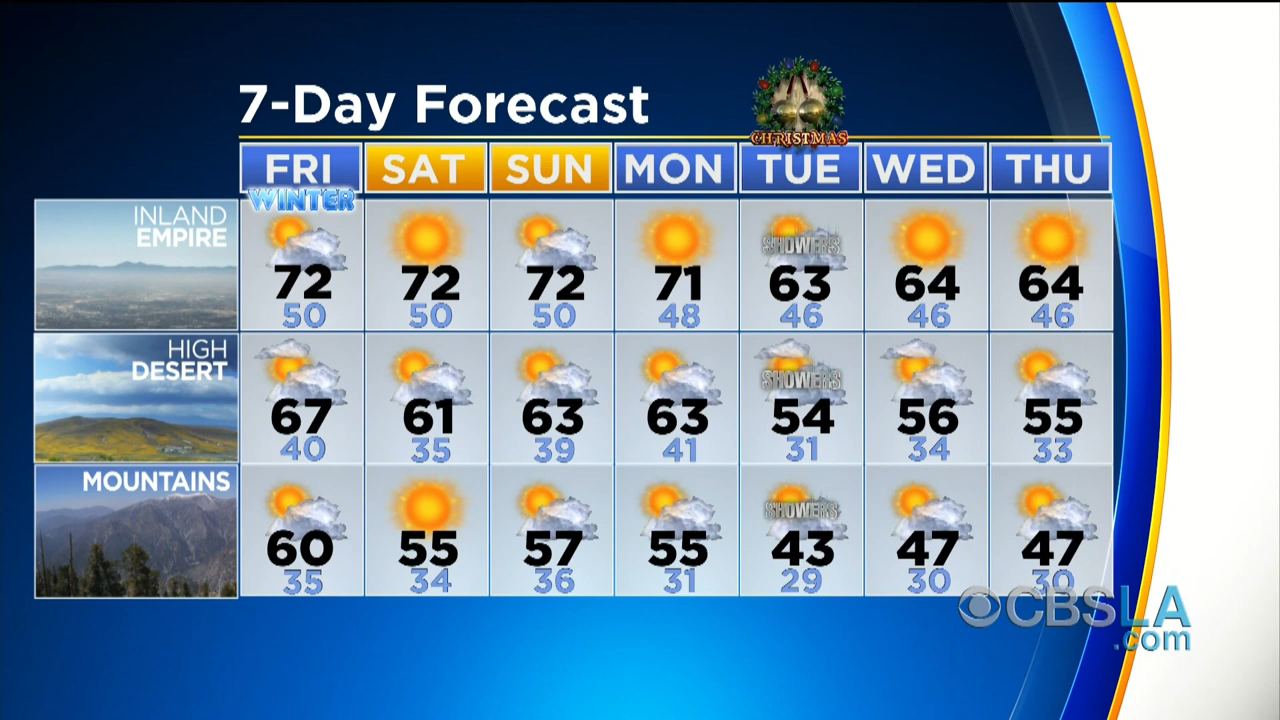 7-Day Forecast
CHRISTMAS
FRI SAT SUN MON TUE WED THU
WINTER
INLAND
EMPIRE
SHOWERS
72 72 72 71 63 64 64
50 50 50 48 46 46 46
HIGH
DESERT
SHOWERS
67 61 63 63 54 56 55
40 35 39 41 31 34 33
MOUNTAINS
SHOWERS
60 55 57 55 43 47 47
35 34 36 31 29 30 30
CBSLA
.com